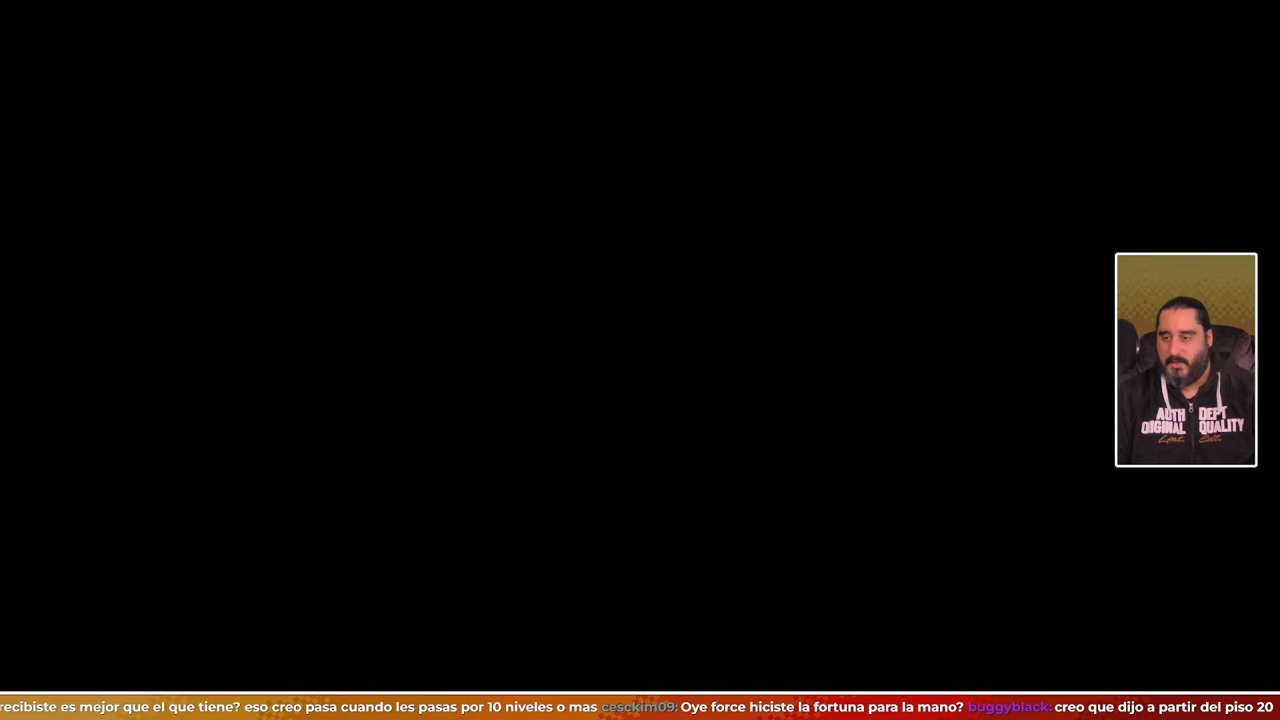 AUTH DEPT
ORIGINAL QUALITY
recibiste es mejor que el que tiene? eso creo pasa cuando les pasas por 10 niveles o mas cesckim09: Oye force hiciste la fortuna para la mano? buggyblack: creo que dijo a partir del piso 20